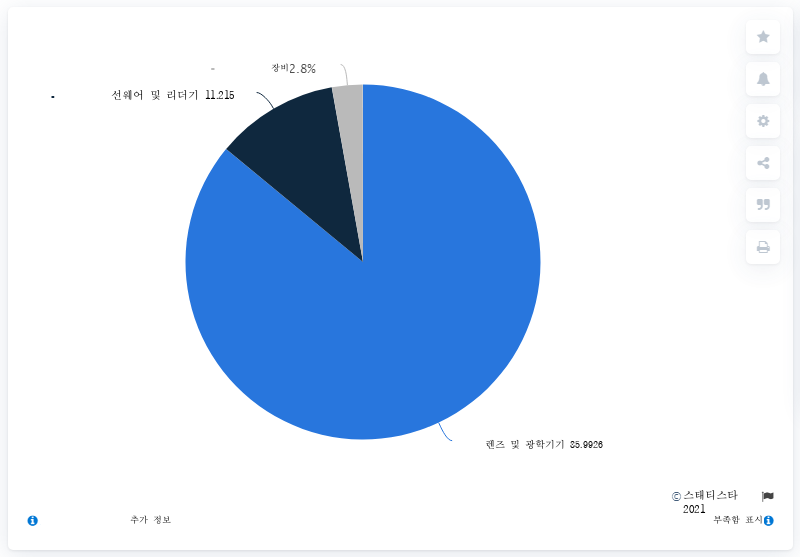 장비2.8%
선웨어 및 리더기 11.215
렌즈 및 광학기기 85.9926
© 스태티스타
2021
추가 정보
부족함 표시